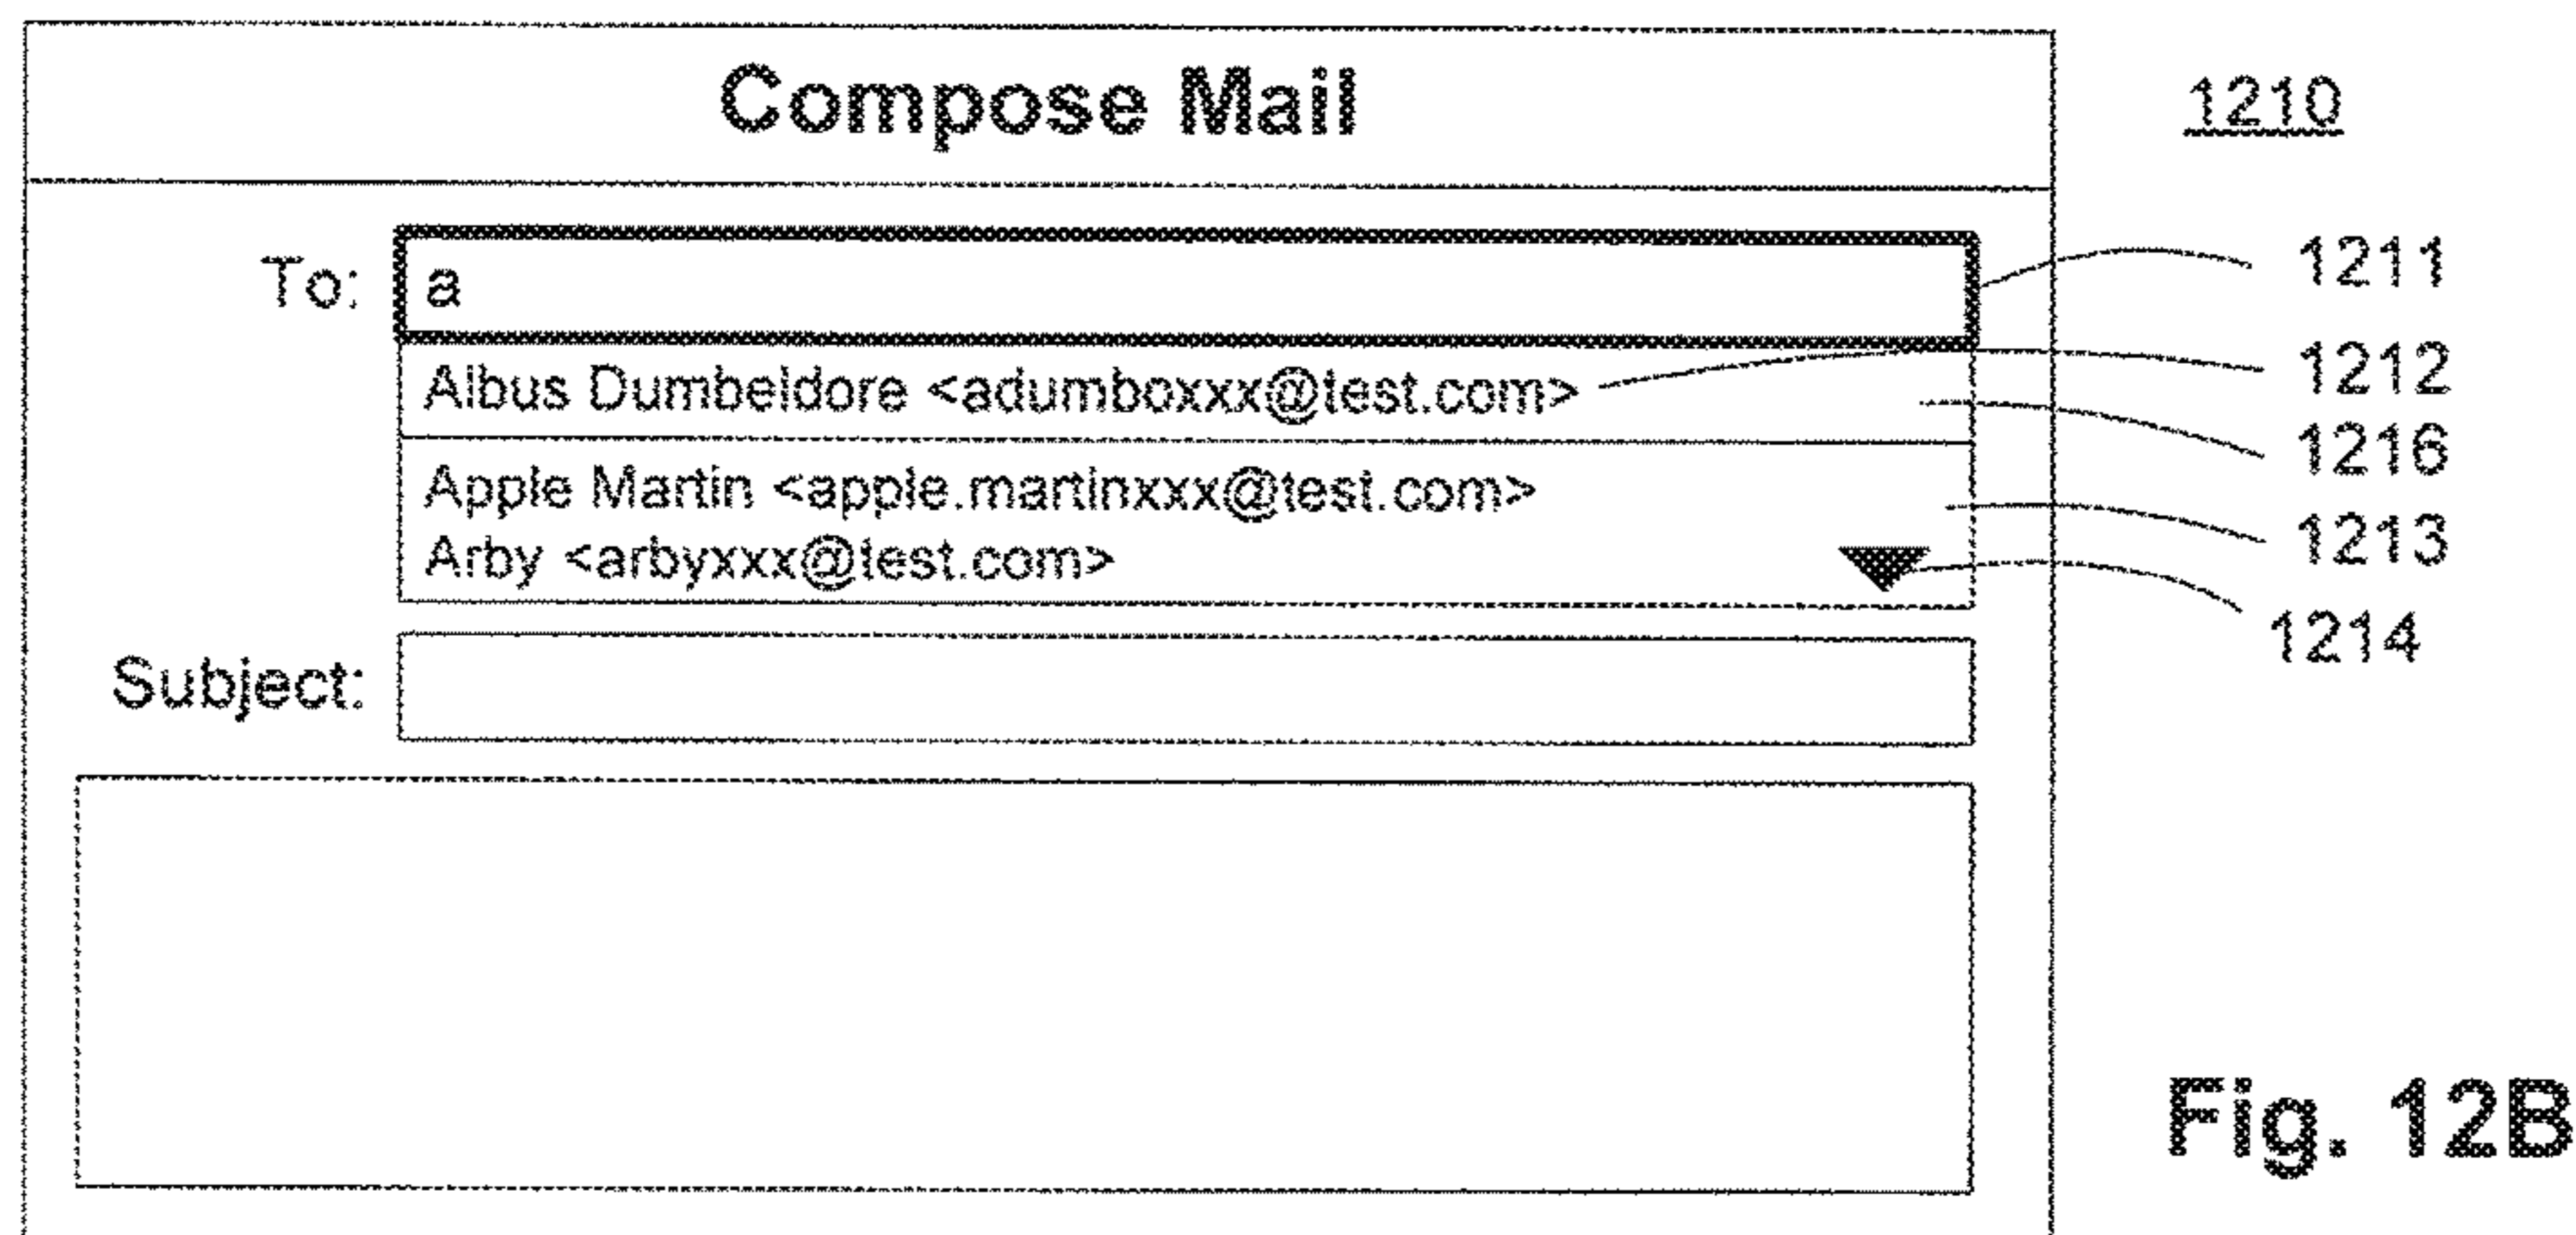 Compose Mail
1210
To: a
1211
Albus Dumbeldore <adumboxxx@test.com>
1212
1216
Apple Martin <apple.martinxxx@test.com>
1213
Arby <arbyxxx@test.com>
1214
Subject:
Fig. 12B